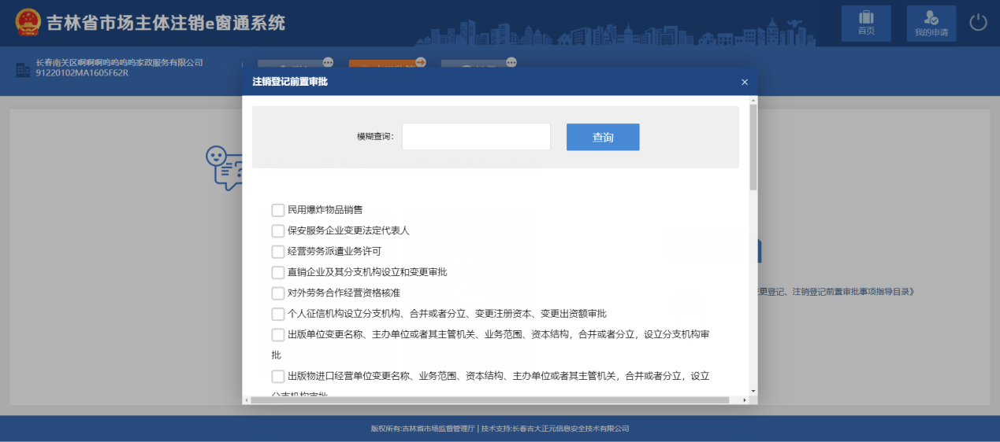 吉林省市场主体注销e窗通系统
首页
我的申请
长春南关区啊啊啊呜呜呜呜家政服务有限公司
91220102MA1605F62R
注销登记前置审批
×
模糊查询：
查询
民用爆炸物品销售
保安服务企业变更法定代表人
经营劳务派遣业务许可
直销企业及其分支机构设立和变更审批
对外劳务合作经营资格核准
个人征信机构设立分支机构、合并或者分立、变更注册资本、变更出资额审批
出版单位变更名称、主办单位或者其主管机关、业务范围、资本结构，合并或者分立，设立分支机构审
批
出版物进口经营单位变更名称、业务范围、资本结构、主办单位或者其主管机关，合并或者分立，设立
分支机构审批
更登记、注销登记前置审批事项指导目录》
版权所有:吉林省市场监督管理厅 | 技术支持:长春吉大正元信息安全技术有限公司